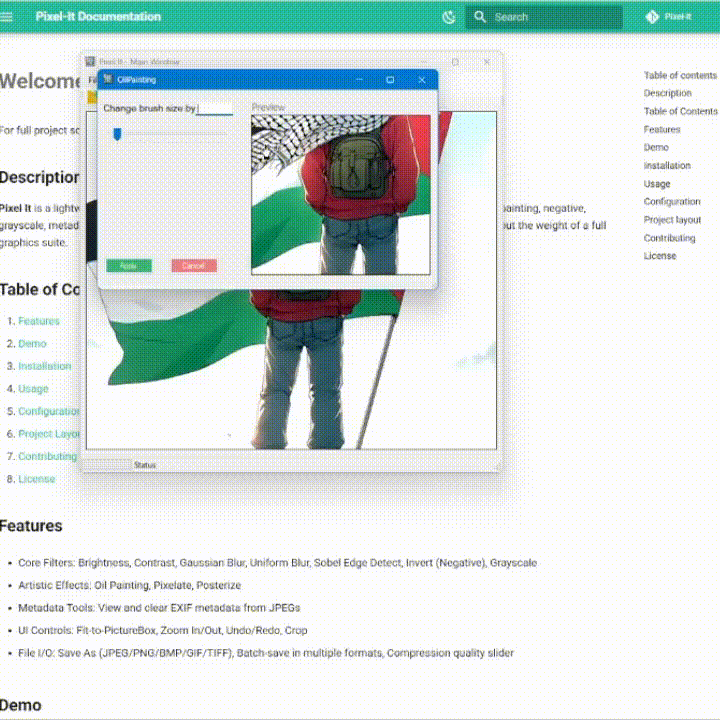 Pixel-It Documentation
Search
Pixel-It
Welcome
Pixel It - Main Window
Fi
OilPainting
Change brush size by
Preview
Apply
Cancel
For full project
Description
Pixel It is a
painting, negative,
grayscale,
out the weight of a full
graphics suite.
Table of
1. Features
2. Demo
3. Installation
4. Usage
5. Configuration
6. Project
7. Contributing
8. License
Status
Features
• Core Filters: Brightness, Contrast, Gaussian Blur, Uniform Blur, Sobel Edge Detect, Invert (Negative), Grayscale
• Artistic Effects: Oil Painting, Pixelate, Posterize
• Metadata Tools: View and clear EXIF metadata from JPEGs
• UI Controls: Fit-to-PictureBox, Zoom In/Out, Undo/Redo, Crop
• File I/O: Save As (JPEG/PNG/BMP/GIF/TIFF), Batch-save in multiple formats, Compression quality slider
Demo
Table of contents
Description
Table of Contents
Features
Demo
Installation
Usage
Configuration
Project layout
Contributing
License